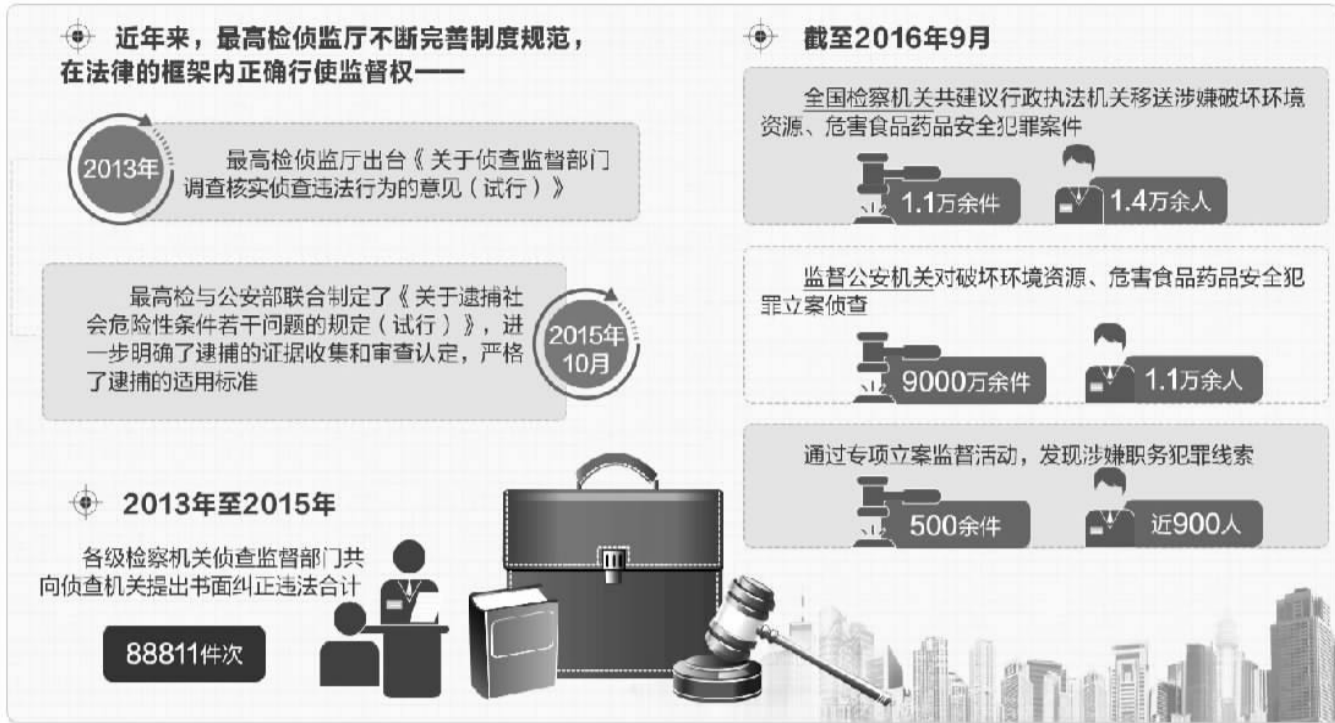 近年来，最高检侦监厅不断完善制度规范，
在法律的框架内正确行使监督权——
2013年
最高检侦监厅出台《关于侦查监督部门
调查核实侦查违法行为的意见（试行）》
最高检与公安部联合制定了《关于逮捕社
会危险性条件若干问题的规定（试行）》，进
一步明确了逮捕的证据收集和审查认定，严格
了逮捕的适用标准
2015年
10月
2013年至2015年
各级检察机关侦查监督部门共
向侦查机关提出书面纠正违法合计
88811件次
截至2016年9月
全国检察机关共建议行政执法机关移送涉嫌破坏环境
资源、危害食品药品安全犯罪案件
1.1万余件
1.4万余人
监督公安机关对破坏环境资源、危害食品药品安全犯
罪立案侦查
9000万余件
1.1万余人
通过专项立案监督活动，发现涉嫌职务犯罪线索
500余件
近900人